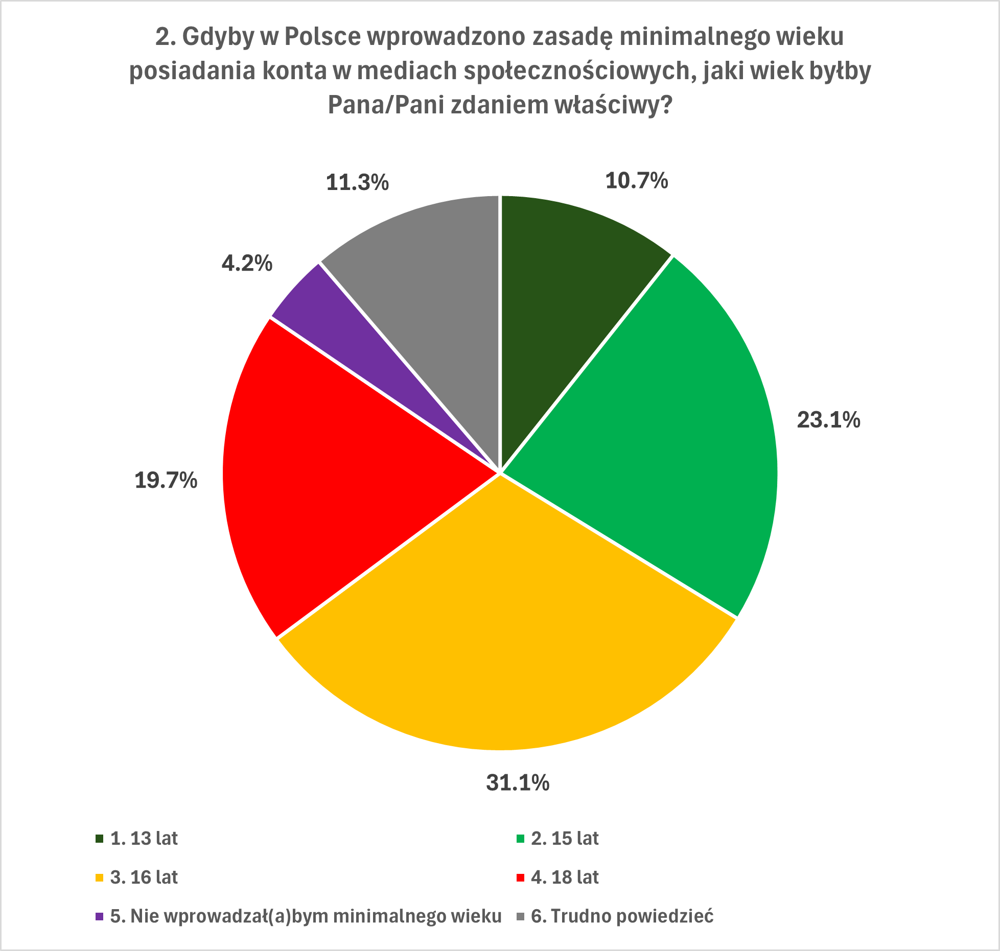 2. Gdyby w Polsce wprowadzono zasadę minimalnego wieku
posiadania konta w mediach społecznościowych, jaki wiek byłby
Pana/Pani zdaniem właściwy?
11.3%
10.7%
4.2%
23.1%
19.7%
31.1%
1. 13 lat
2. 15 lat
3. 16 lat
4. 18 lat
5. Nie wprowadzał(a)bym minimalnego wieku
6. Trudno powiedzieć